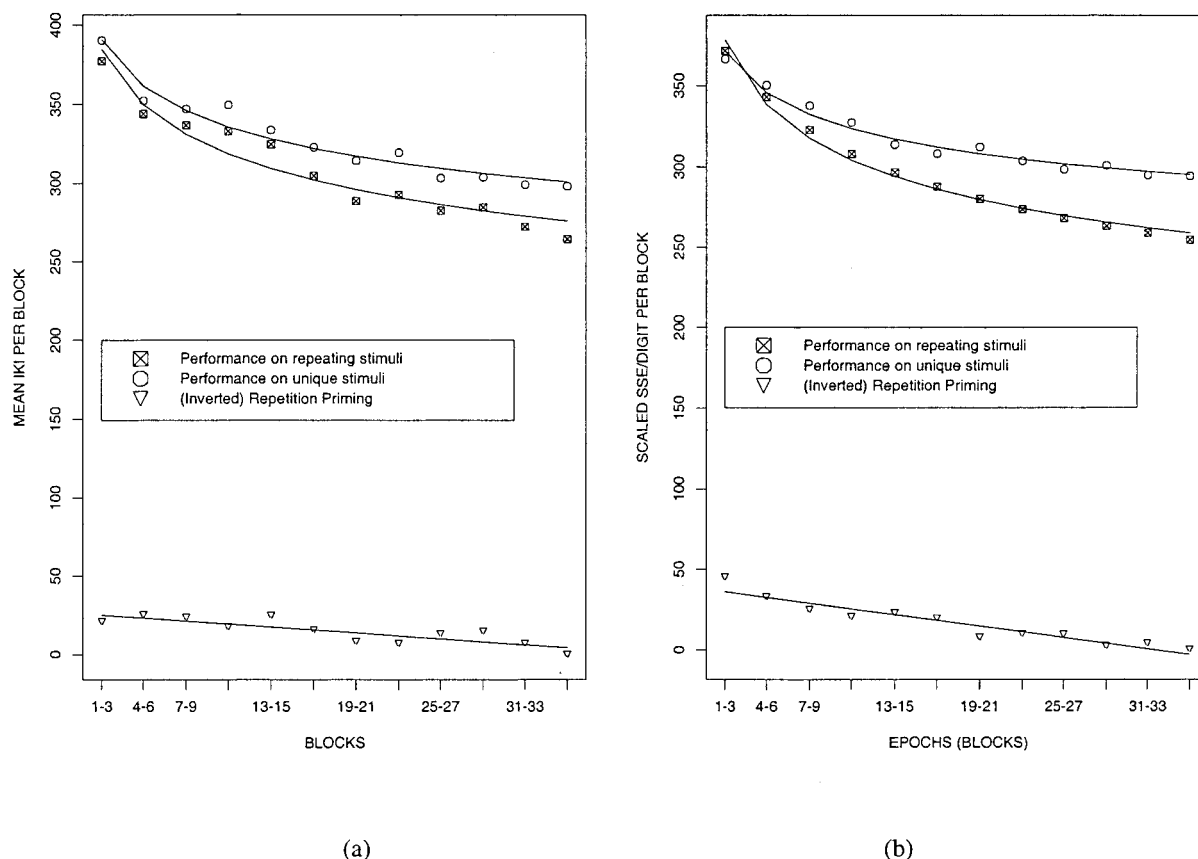 MEAN IKI PER BLOCK
400
350
300
250
200
150
100
50
0
Performance on repeating stimuli
Performance on unique stimuli
(Inverted) Repetition Priming
1-3 4-6 7-9 13-15 19-21 25-27 31-33
BLOCKS
(a)
SCALED SSE/DIGIT PER BLOCK
350
300
250
200
150
100
50
0
Performance on repeating stimuli
Performance on unique stimuli
(Inverted) Repetition Priming
1-3 4-6 7-9 13-15 19-21 25-27 31-33
EPOCHS (BLOCKS)
(b)